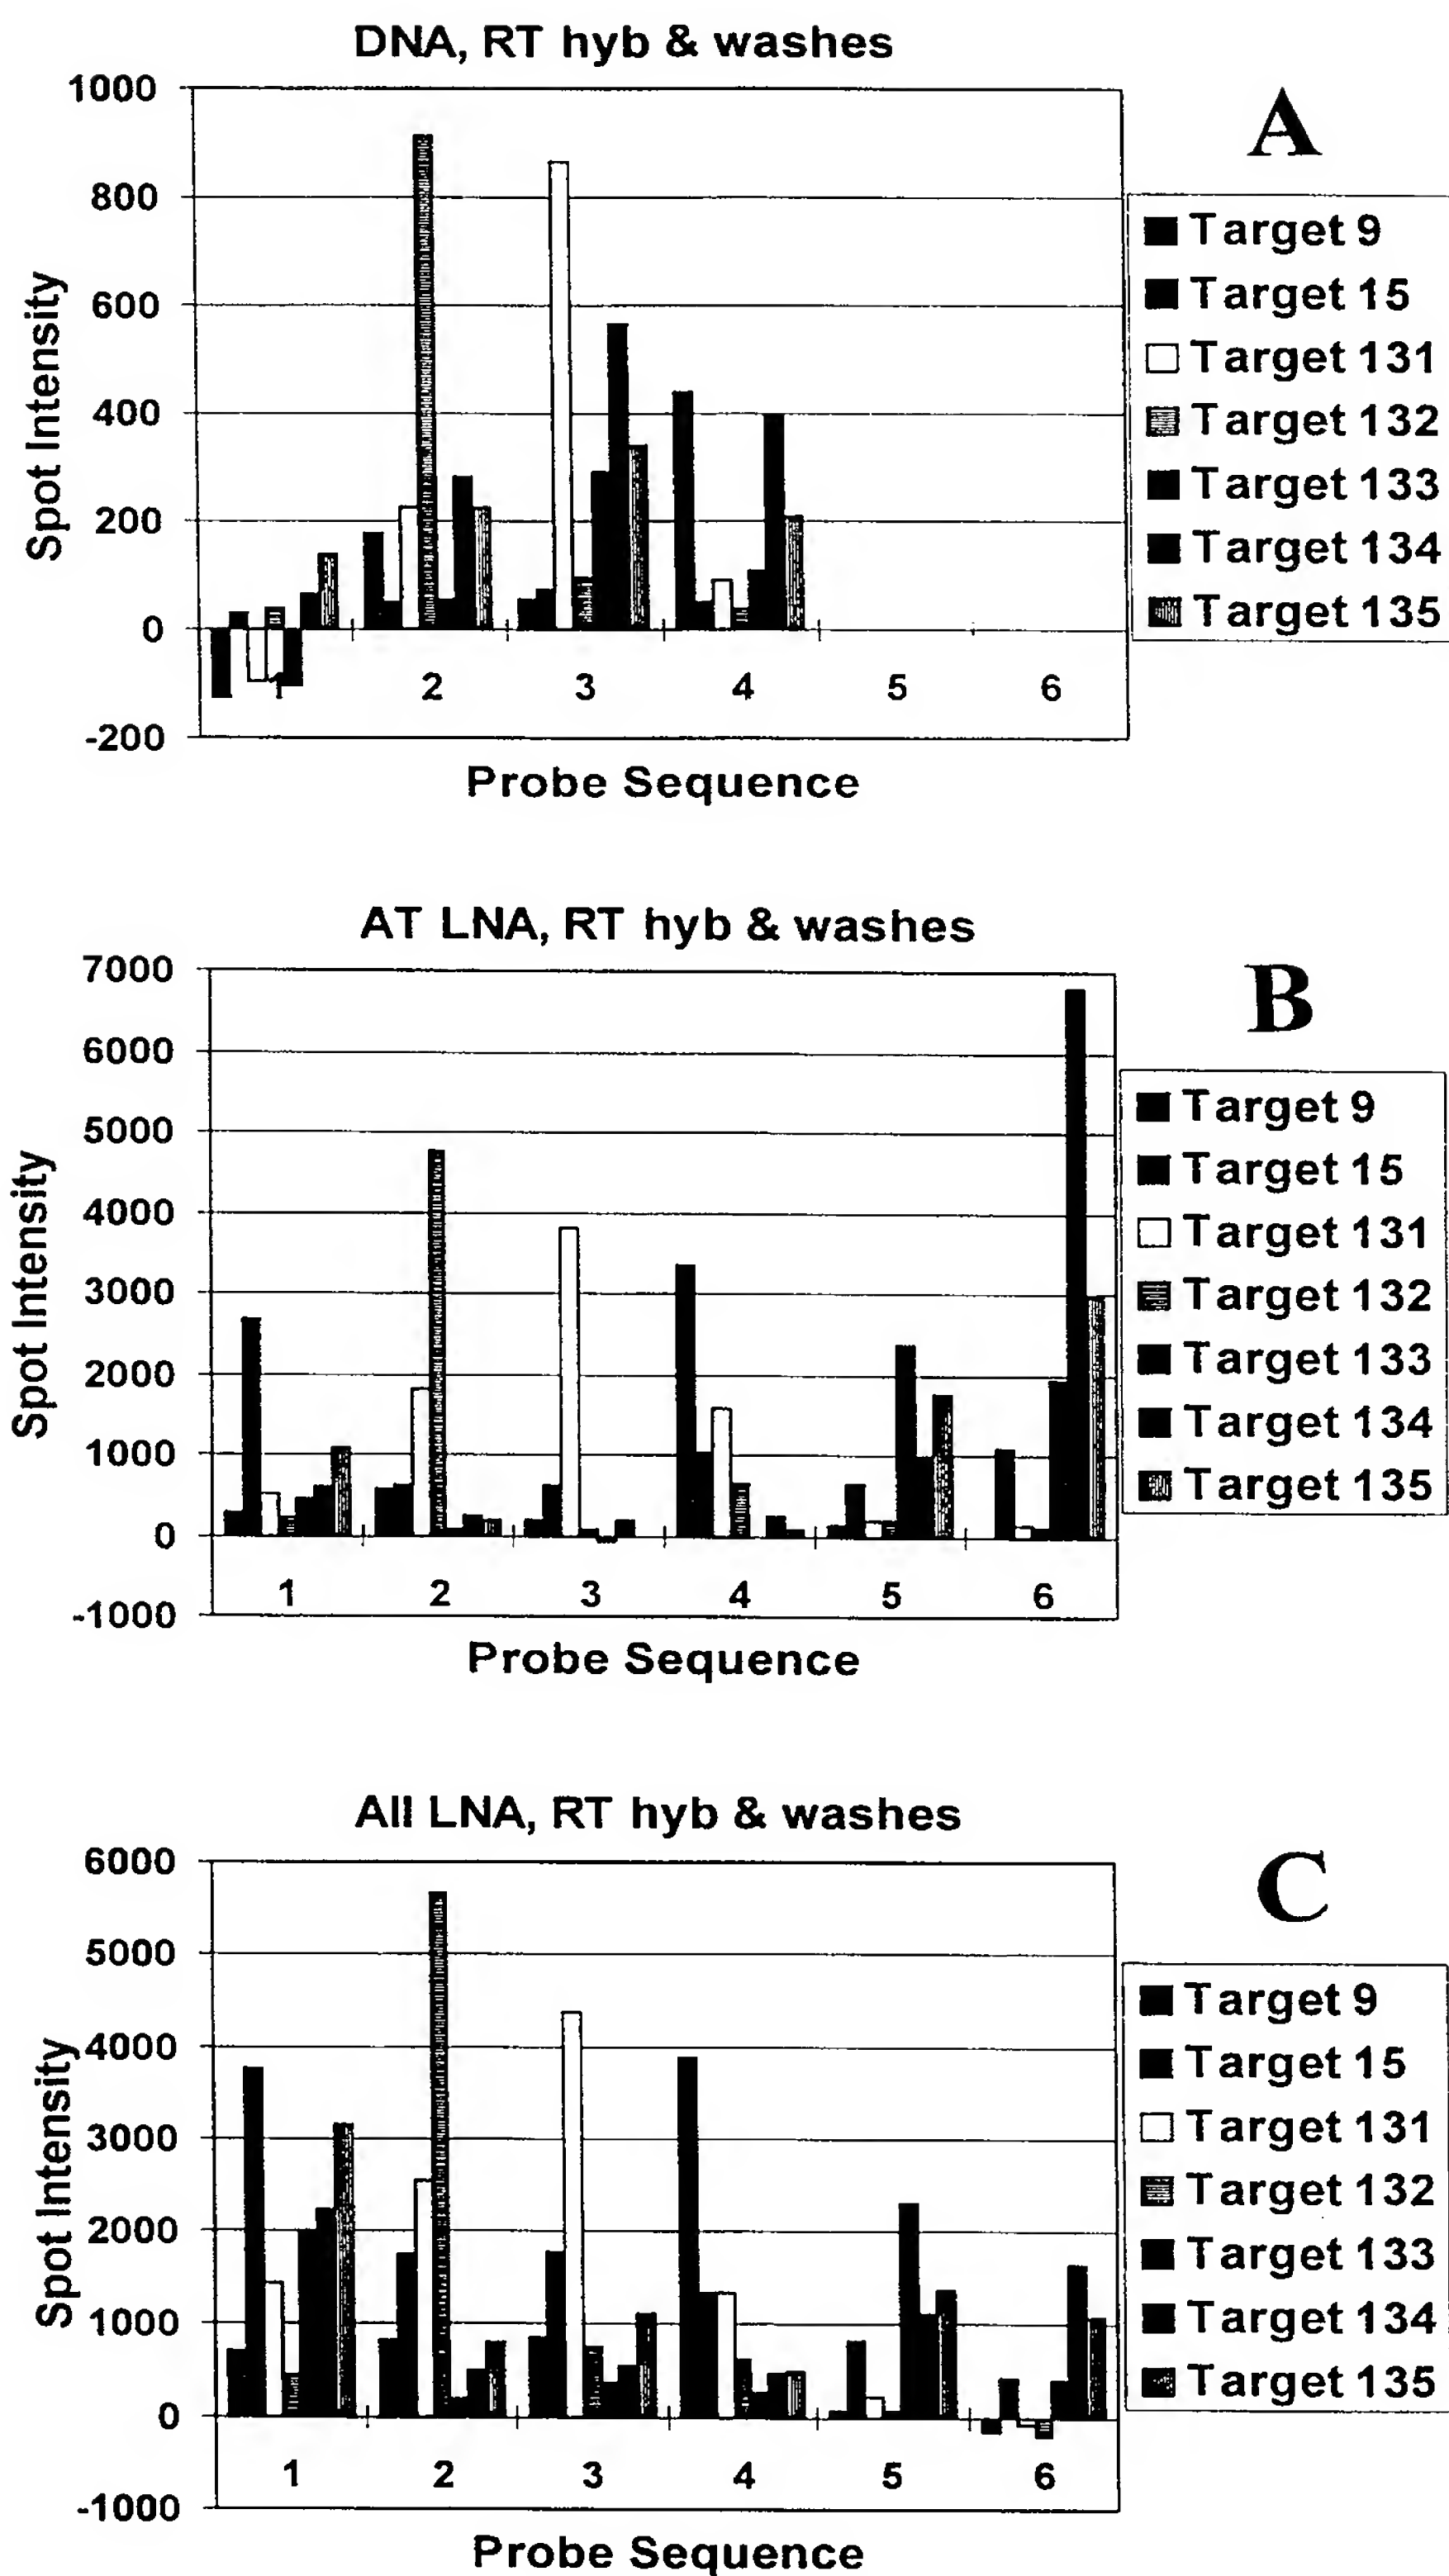 DNA, RT hyb & washes
A
1000
800
600
400
200
0
-200
Spot Intensity
1
2
3
4
5
6
Probe Sequence
Target 9
Target 15
Target 131
Target 132
Target 133
Target 134
Target 135
AT LNA, RT hyb & washes
B
7000
6000
5000
4000
3000
2000
1000
0
-1000
Spot Intensity
1
2
3
4
5
6
Probe Sequence
Target 9
Target 15
Target 131
Target 132
Target 133
Target 134
Target 135
All LNA, RT hyb & washes
C
6000
5000
4000
3000
2000
1000
0
-1000
Spot Intensity
1
2
3
4
5
6
Probe Sequence
Target 9
Target 15
Target 131
Target 132
Target 133
Target 134
Target 135